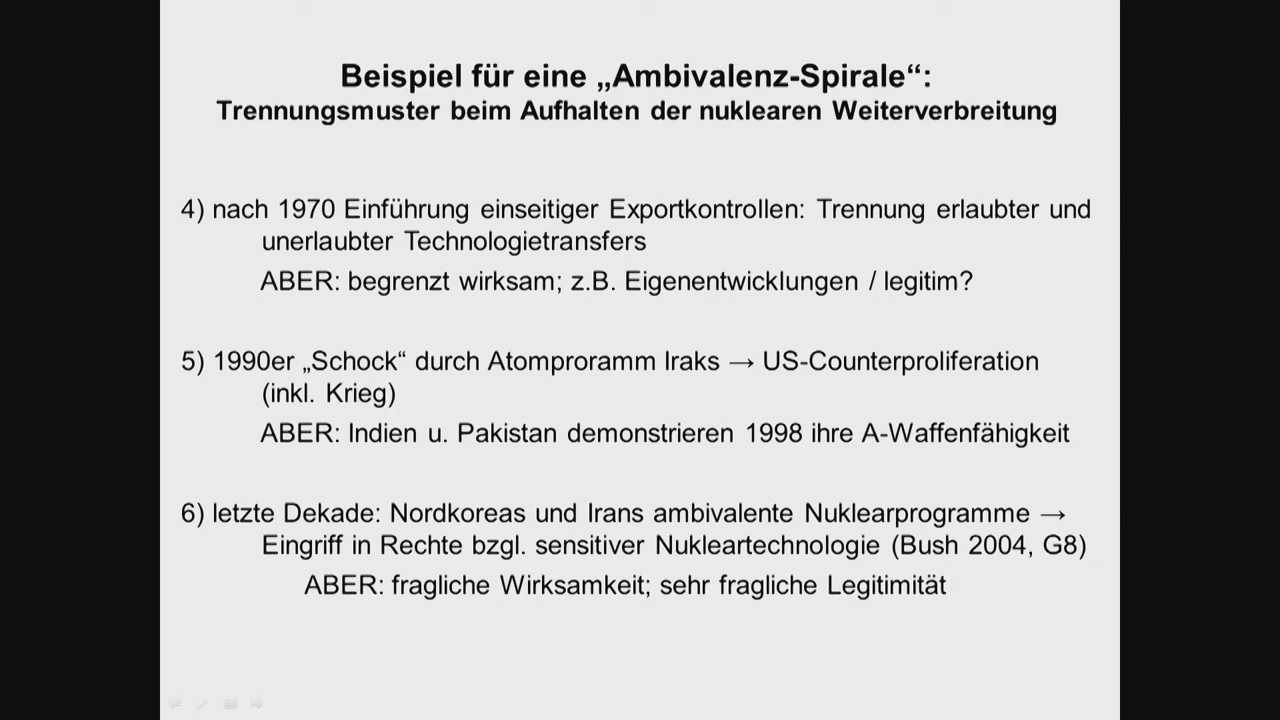 Beispiel für eine „Ambivalenz-Spirale“:
Trennungsmuster beim Aufhalten der nuklearen Weiterverbreitung
4) nach 1970 Einführung einseitiger Exportkontrollen: Trennung erlaubter und
unerlaubter Technologietransfers
ABER: begrenzt wirksam; z.B. Eigenentwicklungen / legitim?
5) 1990er „Schock“ durch Atomproramm Iraks → US-Counterproliferation
(inkl. Krieg)
ABER: Indien u. Pakistan demonstrieren 1998 ihre A-Waffenfähigkeit
6) letzte Dekade: Nordkoreas und Irans ambivalente Nuklearprogramme →
Eingriff in Rechte bzgl. sensitiver Nukleartechnologie (Bush 2004, G8)
ABER: fragliche Wirksamkeit; sehr fragliche Legitimität